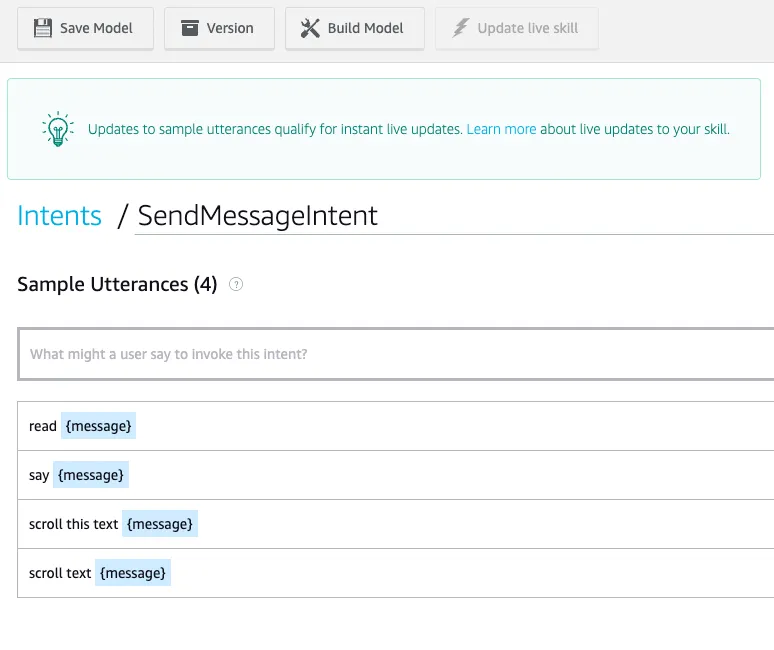 Save Model Version Build Model Update live skill
Updates to sample utterances qualify for instant live updates. Learn more about live updates to your skill.
Intents / SendMessageIntent
Sample Utterances (4) ?
What might a user say to invoke this intent?
read {message}
say {message}
scroll this text {message}
scroll text {message}